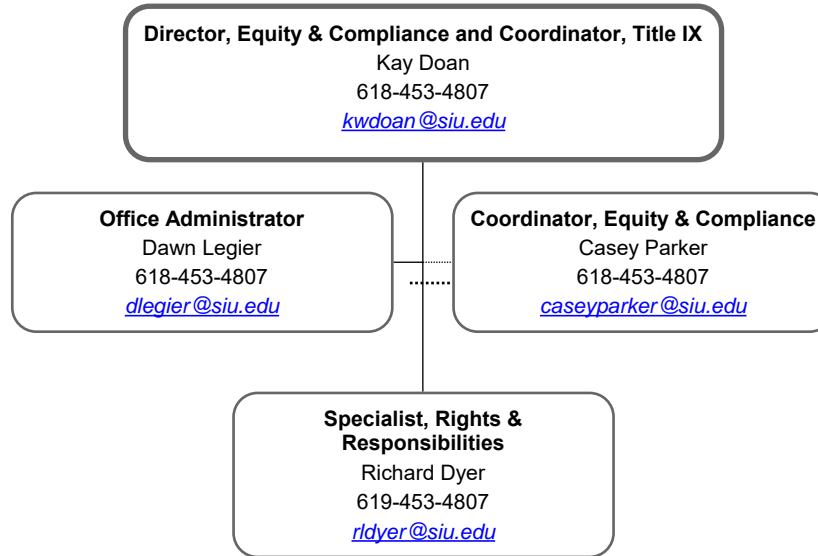 Director, Equity & Compliance and Coordinator, Title IX
Kay Doan
618-453-4807
kwdoan@siu.edu
Office Administrator
Dawn Legier
618-453-4807
dlegier@siu.edu
Coordinator, Equity & Compliance
Casey Parker
618-453-4807
caseyparker@siu.edu
Specialist, Rights &
Responsibilities
Richard Dyer
619-453-4807
rldyer@siu.edu